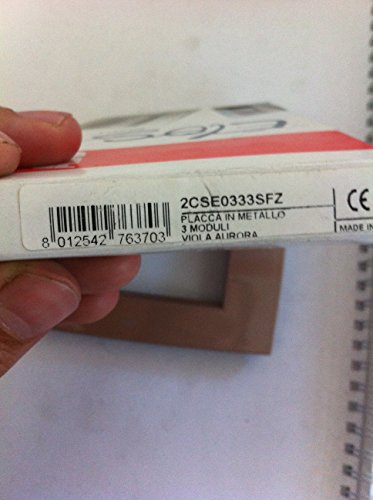 2CSE0333SFZ
PLACCA IN METALLO
3 MODULI
VIOLA AURORA
8 012542 763703
CE
MADE IN